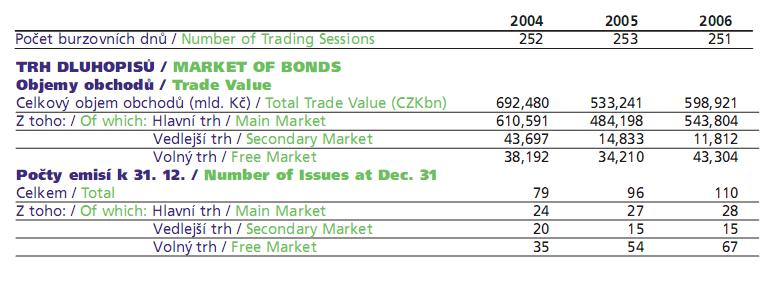 2004 2005 2006
Počet burzovních dnů / Number of Trading Sessions 252 253 251
TRH DLUHOPISŮ / MARKET OF BONDS
Objemy obchodů / Trade Value
Celkový objem obchodů (mld. Kč) / Total Trade Value (CZKbn) 692,480 533,241 598,921
Z toho: / Of which: Hlavní trh / Main Market 610,591 484,198 543,804
Vedlejší trh / Secondary Market 43,697 14,833 11,812
Volný trh / Free Market 38,192 34,210 43,304
Počty emisí k 31. 12. / Number of Issues at Dec. 31
Celkem / Total 79 96 110
Z toho: / Of which: Hlavní trh / Main Market 24 27 28
Vedlejší trh / Secondary Market 20 15 15
Volný trh / Free Market 35 54 67